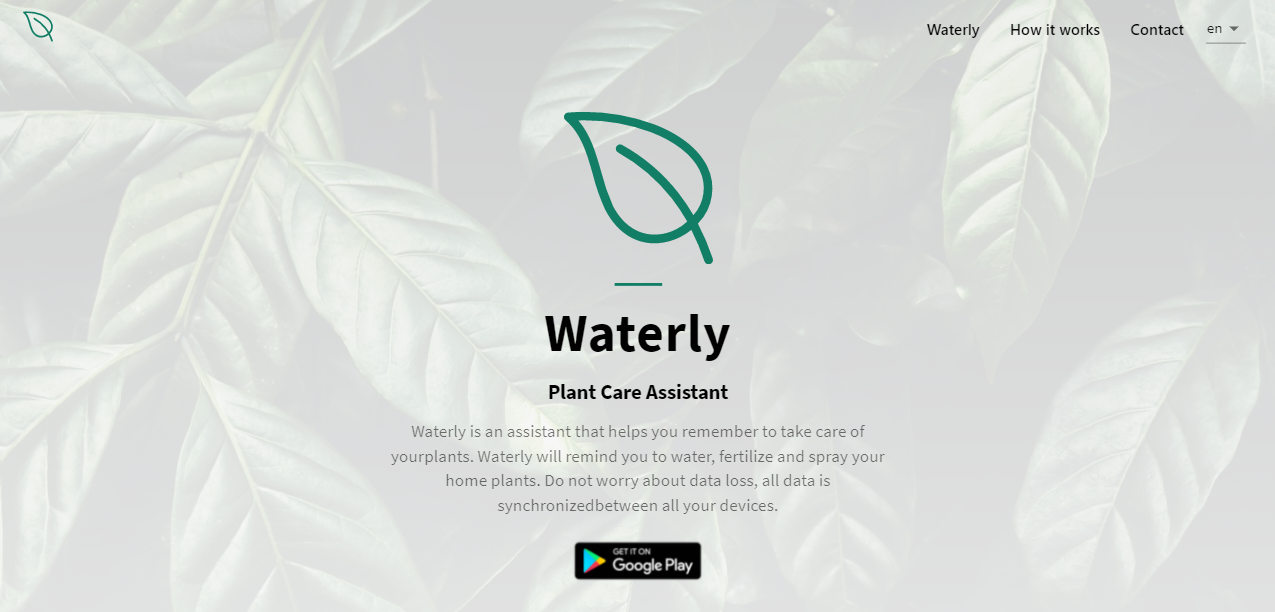 Waterly How it works Contact en
Waterly
Plant Care Assistant
Waterly is an assistant that helps you remember to take care of
yourplants. Waterly will remind you to water, fertilize and spray your
home plants. Do not worry about data loss, all data is
synchronizedbetween all your devices.
GET IT ON
Google Play